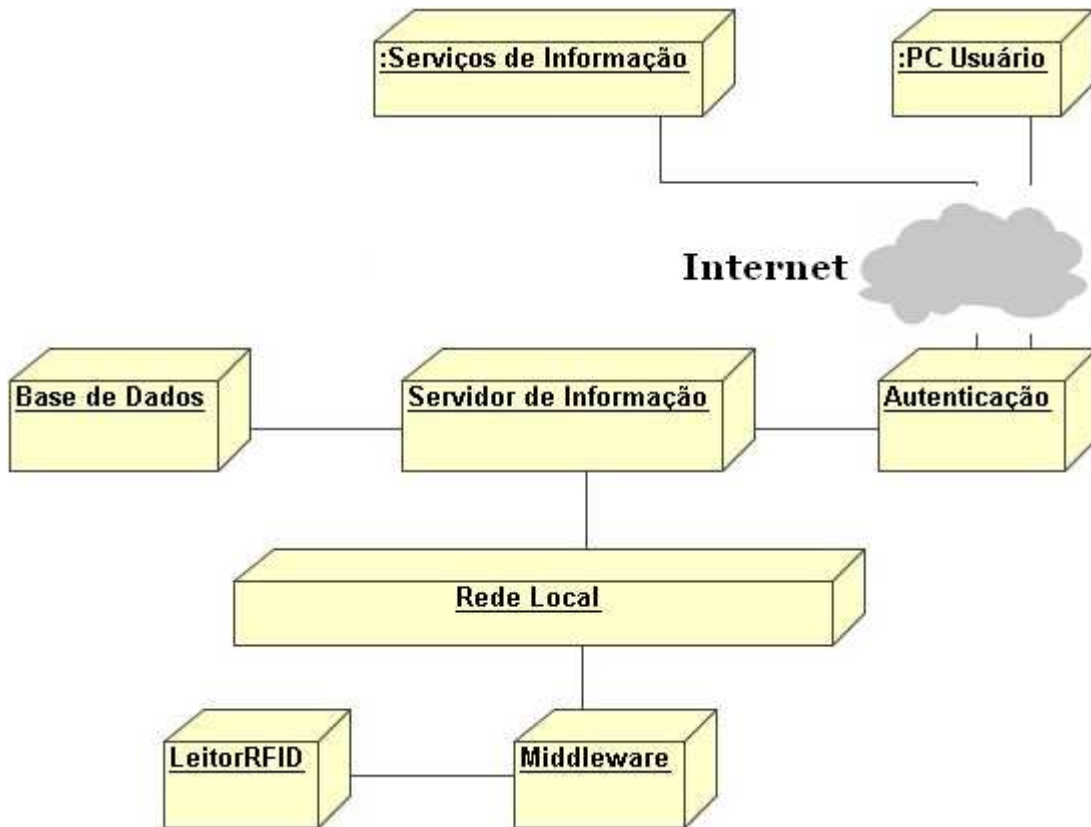 :Serviços de Informação
:PC Usuário
Internet
Base de Dados
Servidor de Informação
Autenticação
Rede Local
LeitorRFID
Middleware